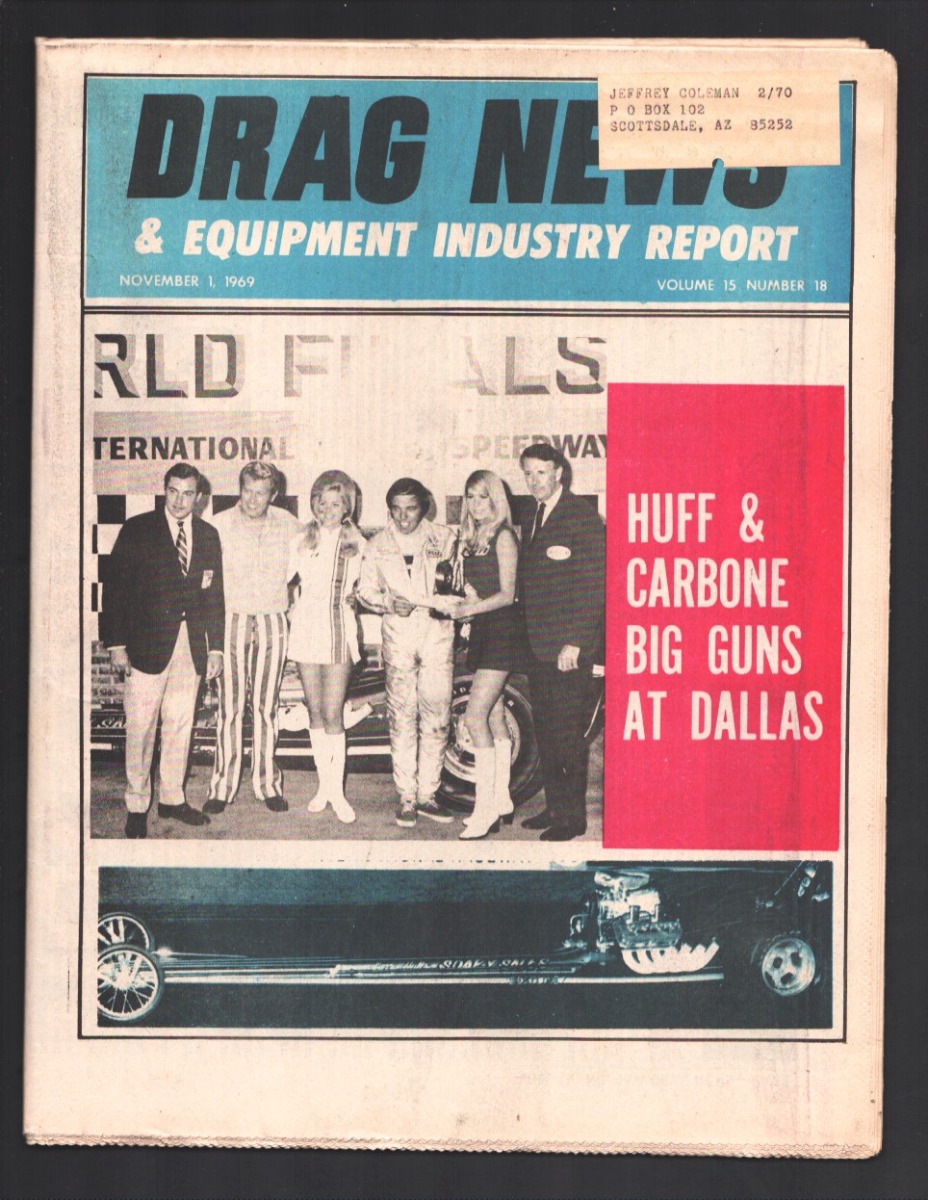 DRAG NEWS
JEFFREY COLEMAN 2/70
P O BOX 102
SCOTTSDALE, AZ 85252
& EQUIPMENT INDUSTRY REPORT
NOVEMBER 1, 1969
VOLUME 15 NUMBER 18
RLD FI ALS
TERNATIONAL SPEEDWAY
HUFF &
CARBONE
BIG GUNS
AT DALLAS